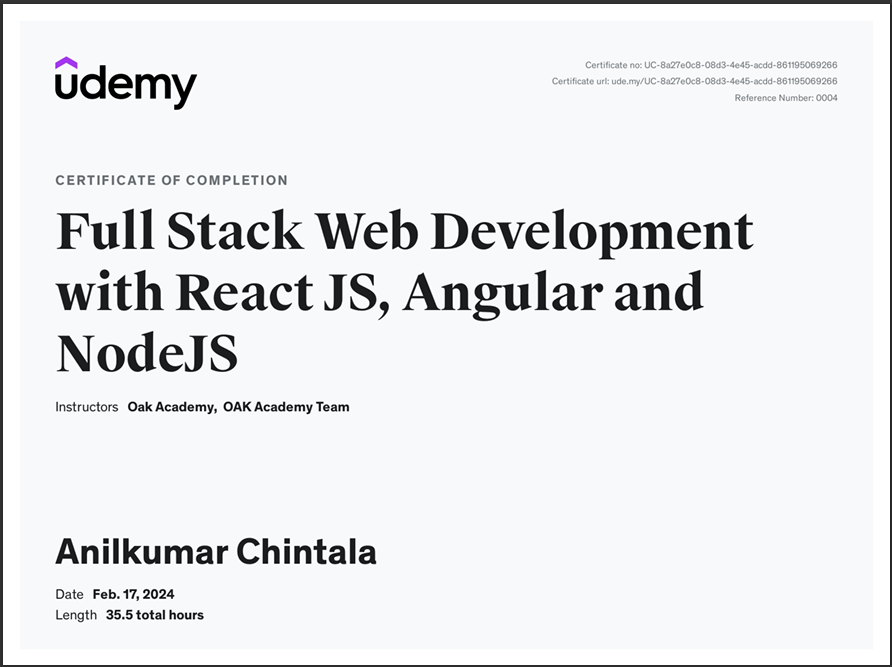 udemy
Certificate no: UC-8a27e0c8-08d3-4e45-acdd-861195069266
Certificate url: ude.my/UC-8a27e0c8-08d3-4e45-acdd-861195069266
Reference Number: 0004
CERTIFICATE OF COMPLETION
Full Stack Web Development
with React JS, Angular and
NodeJS
Instructors Oak Academy, OAK Academy Team
Anilkumar Chintala
Date Feb. 17, 2024
Length 35.5 total hours